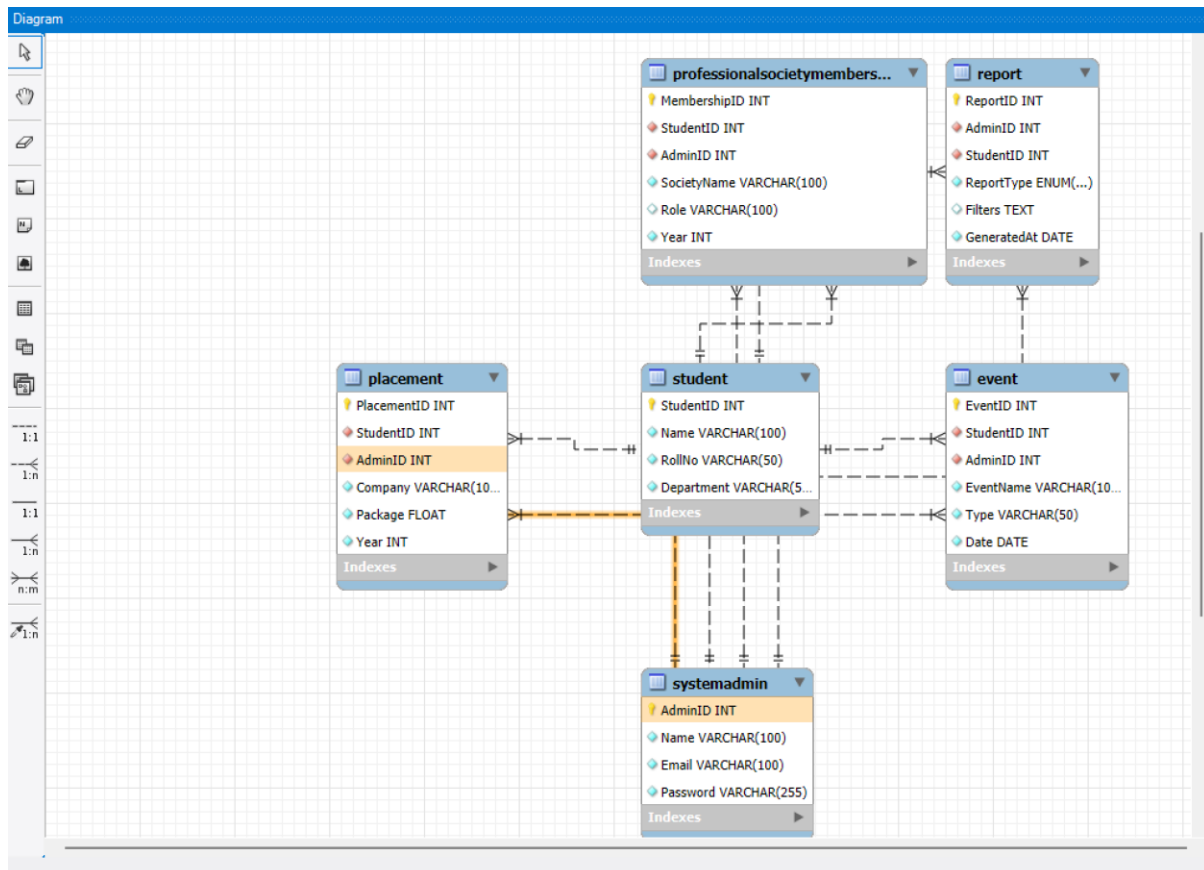 Diagram
1:1
1:n
1:1
1:n
n:m
1:n
professionalsocietymembers...
MembershipID INT
StudentID INT
AdminID INT
SocietyName VARCHAR(100)
Role VARCHAR(100)
Year INT
Indexes
report
ReportID INT
AdminID INT
StudentID INT
ReportType ENUM(...)
Filters TEXT
GeneratedAt DATE
Indexes
placement
PlacementID INT
StudentID INT
AdminID INT
Company VARCHAR(10...
Package FLOAT
Year INT
Indexes
student
StudentID INT
Name VARCHAR(100)
RollNo VARCHAR(50)
Department VARCHAR(5...
Indexes
event
EventID INT
StudentID INT
AdminID INT
EventName VARCHAR(10...
Type VARCHAR(50)
Date DATE
Indexes
systemadmin
AdminID INT
Name VARCHAR(100)
Email VARCHAR(100)
Password VARCHAR(255)
Indexes